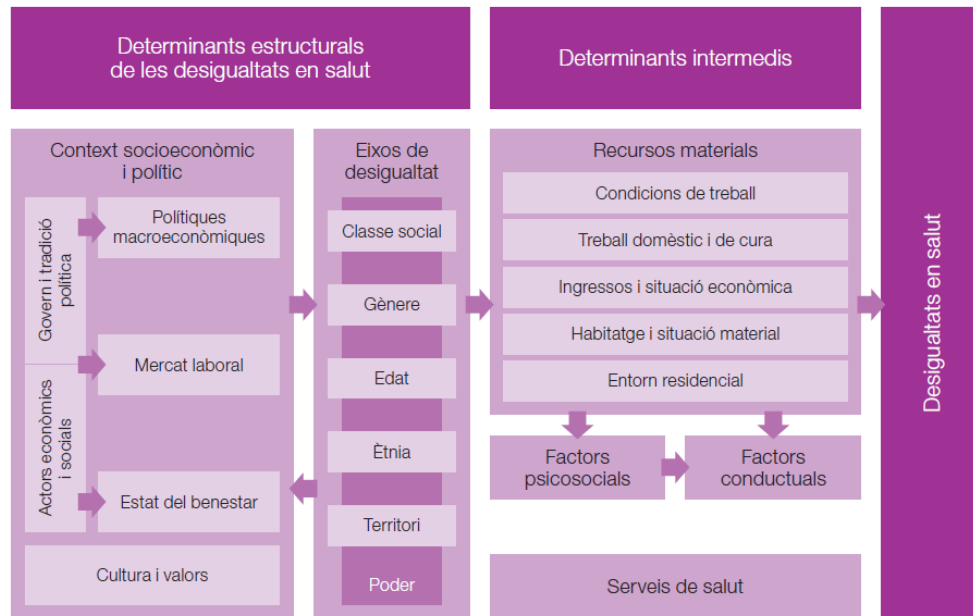 Determinants estructurals
de les desigualtats en salut
Determinants intermedis
Desigualtats en salut
Context socioeconòmic
i polític
Govern i tradició
política
Actors econòmics
i socials
Polítiques
macroeconòmiques
Mercat laboral
Estat del benestar
Cultura i valors
Eixos de
desigualtat
Classe social
Gènere
Edat
Ètnia
Territori
Poder
Recursos materials
Condicions de treball
Treball domèstic i de cura
Ingressos i situació econòmica
Habitatge i situació material
Entorn residencial
Factors
psicosocials
Factors
conductuals
Serveis de salut